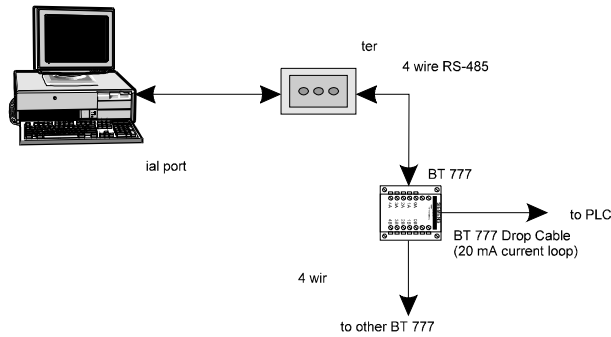 ter
4 wire RS-485
ial port
BT 777
to PLC
BT 777 Drop Cable
(20 mA current loop)
4 wir
to other BT 777